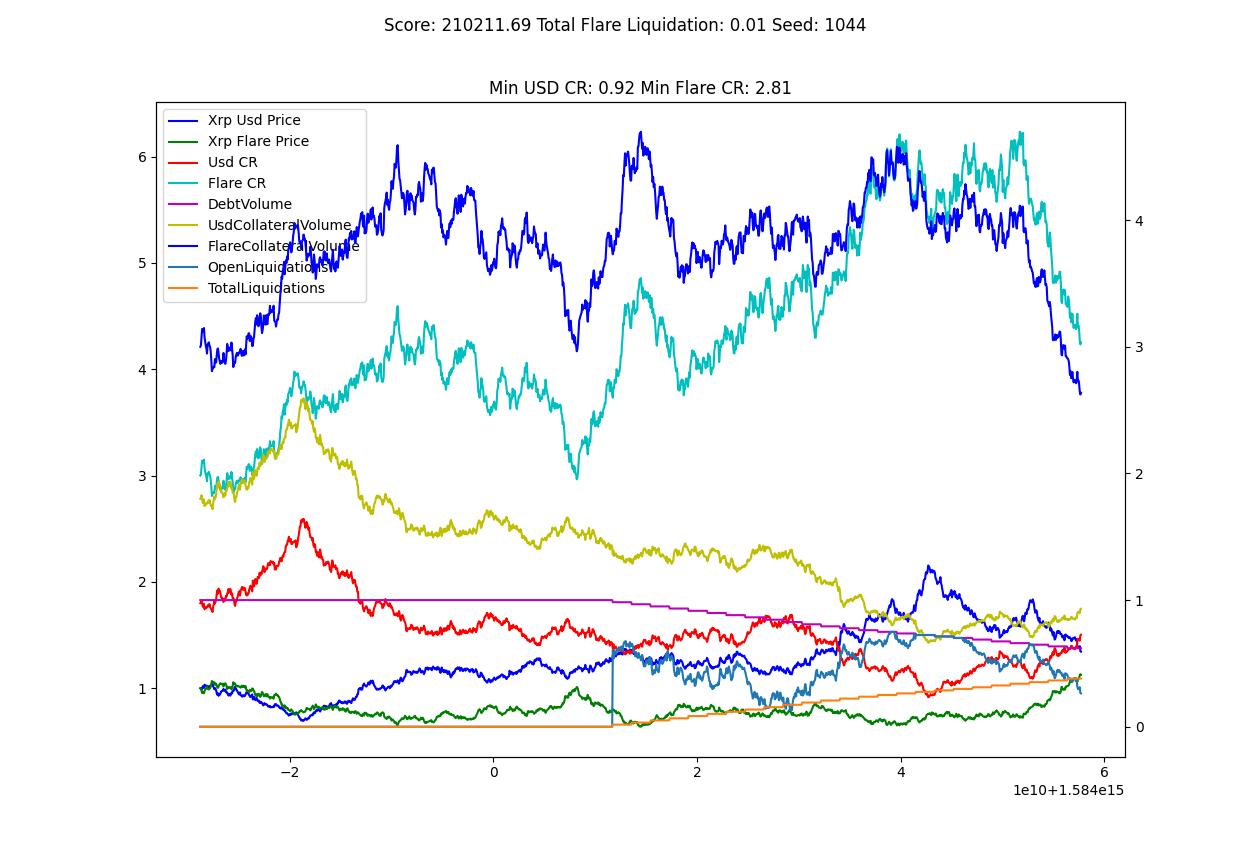 Score: 210211.69 Total Flare Liquidation: 0.01 Seed: 1044
Min USD CR: 0.92 Min Flare CR: 2.81
Xrp Usd Price
Xrp Flare Price
Usd CR
Flare CR
DebtVolume
UsdCollateralVolume
FlareCollateralVolume
OpenLiquidations
TotalLiquidations
6
5
4
3
2
1
4
3
2
1
0
−2
0
2
4
6
1e10+1.584e15